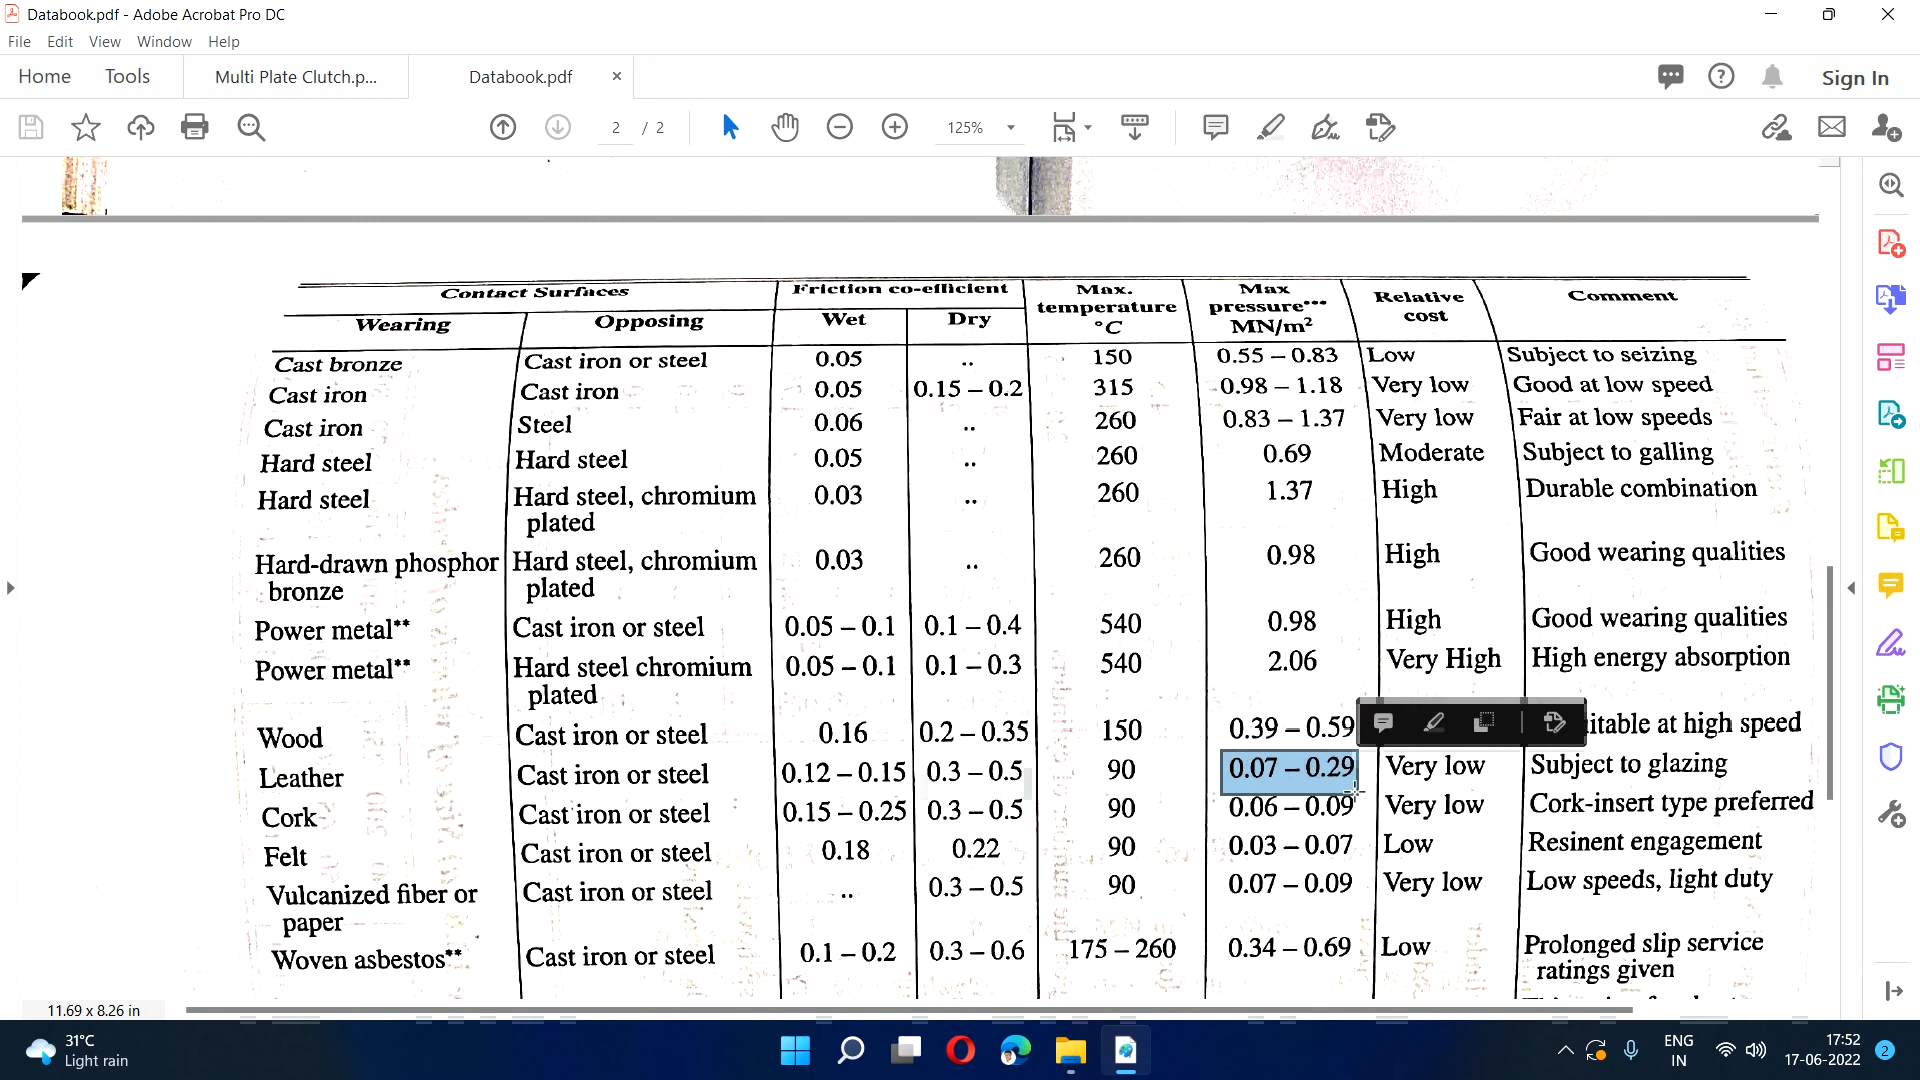 Databook.pdf - Adobe Acrobat Pro DC
File Edit View Window Help
Home Tools Multi Plate Clutch.p... Databook.pdf × Sign In
2 / 2 125%
Contact Surfaces Friction co-efficient Max. temperature °C Max pressure*** MN/m² Relative cost Comment
Wearing Opposing Wet Dry
Cast bronze Cast iron or steel 0.05 .. 150 0.55 – 0.83 Low Subject to seizing
Cast iron Cast iron 0.05 0.15 – 0.2 315 0.98 – 1.18 Very low Good at low speed
Cast iron Steel 0.06 .. 260 0.83 – 1.37 Very low Fair at low speeds
Hard steel Hard steel 0.05 .. 260 0.69 Moderate Subject to galling
Hard steel Hard steel, chromium 0.03 .. 260 1.37 High Durable combination
plated
Hard-drawn phosphor Hard steel, chromium 0.03 .. 260 0.98 High Good wearing qualities
bronze plated
Power metal** Cast iron or steel 0.05 – 0.1 0.1 – 0.4 540 0.98 High Good wearing qualities
Power metal** Hard steel chromium 0.05 – 0.1 0.1 – 0.3 540 2.06 Very High High energy absorption
plated
Wood Cast iron or steel 0.16 0.2 – 0.35 150 0.39 – 0.59 itable at high speed
Leather Cast iron or steel 0.12 – 0.15 0.3 – 0.5 90 0.07 – 0.29 Very low Subject to glazing
Cork Cast iron or steel 0.15 – 0.25 0.3 – 0.5 90 0.06 – 0.09 Very low Cork-insert type preferred
Felt Cast iron or steel 0.18 0.22 90 0.03 – 0.07 Low Resinent engagement
Vulcanized fiber or Cast iron or steel .. 0.3 – 0.5 90 0.07 – 0.09 Very low Low speeds, light duty
paper
Woven asbestos** Cast iron or steel 0.1 – 0.2 0.3 – 0.6 175 – 260 0.34 – 0.69 Low Prolonged slip service
ratings given
11.69 x 8.26 in
31°C ENG 17:52
Light rain IN 17-06-2022 2